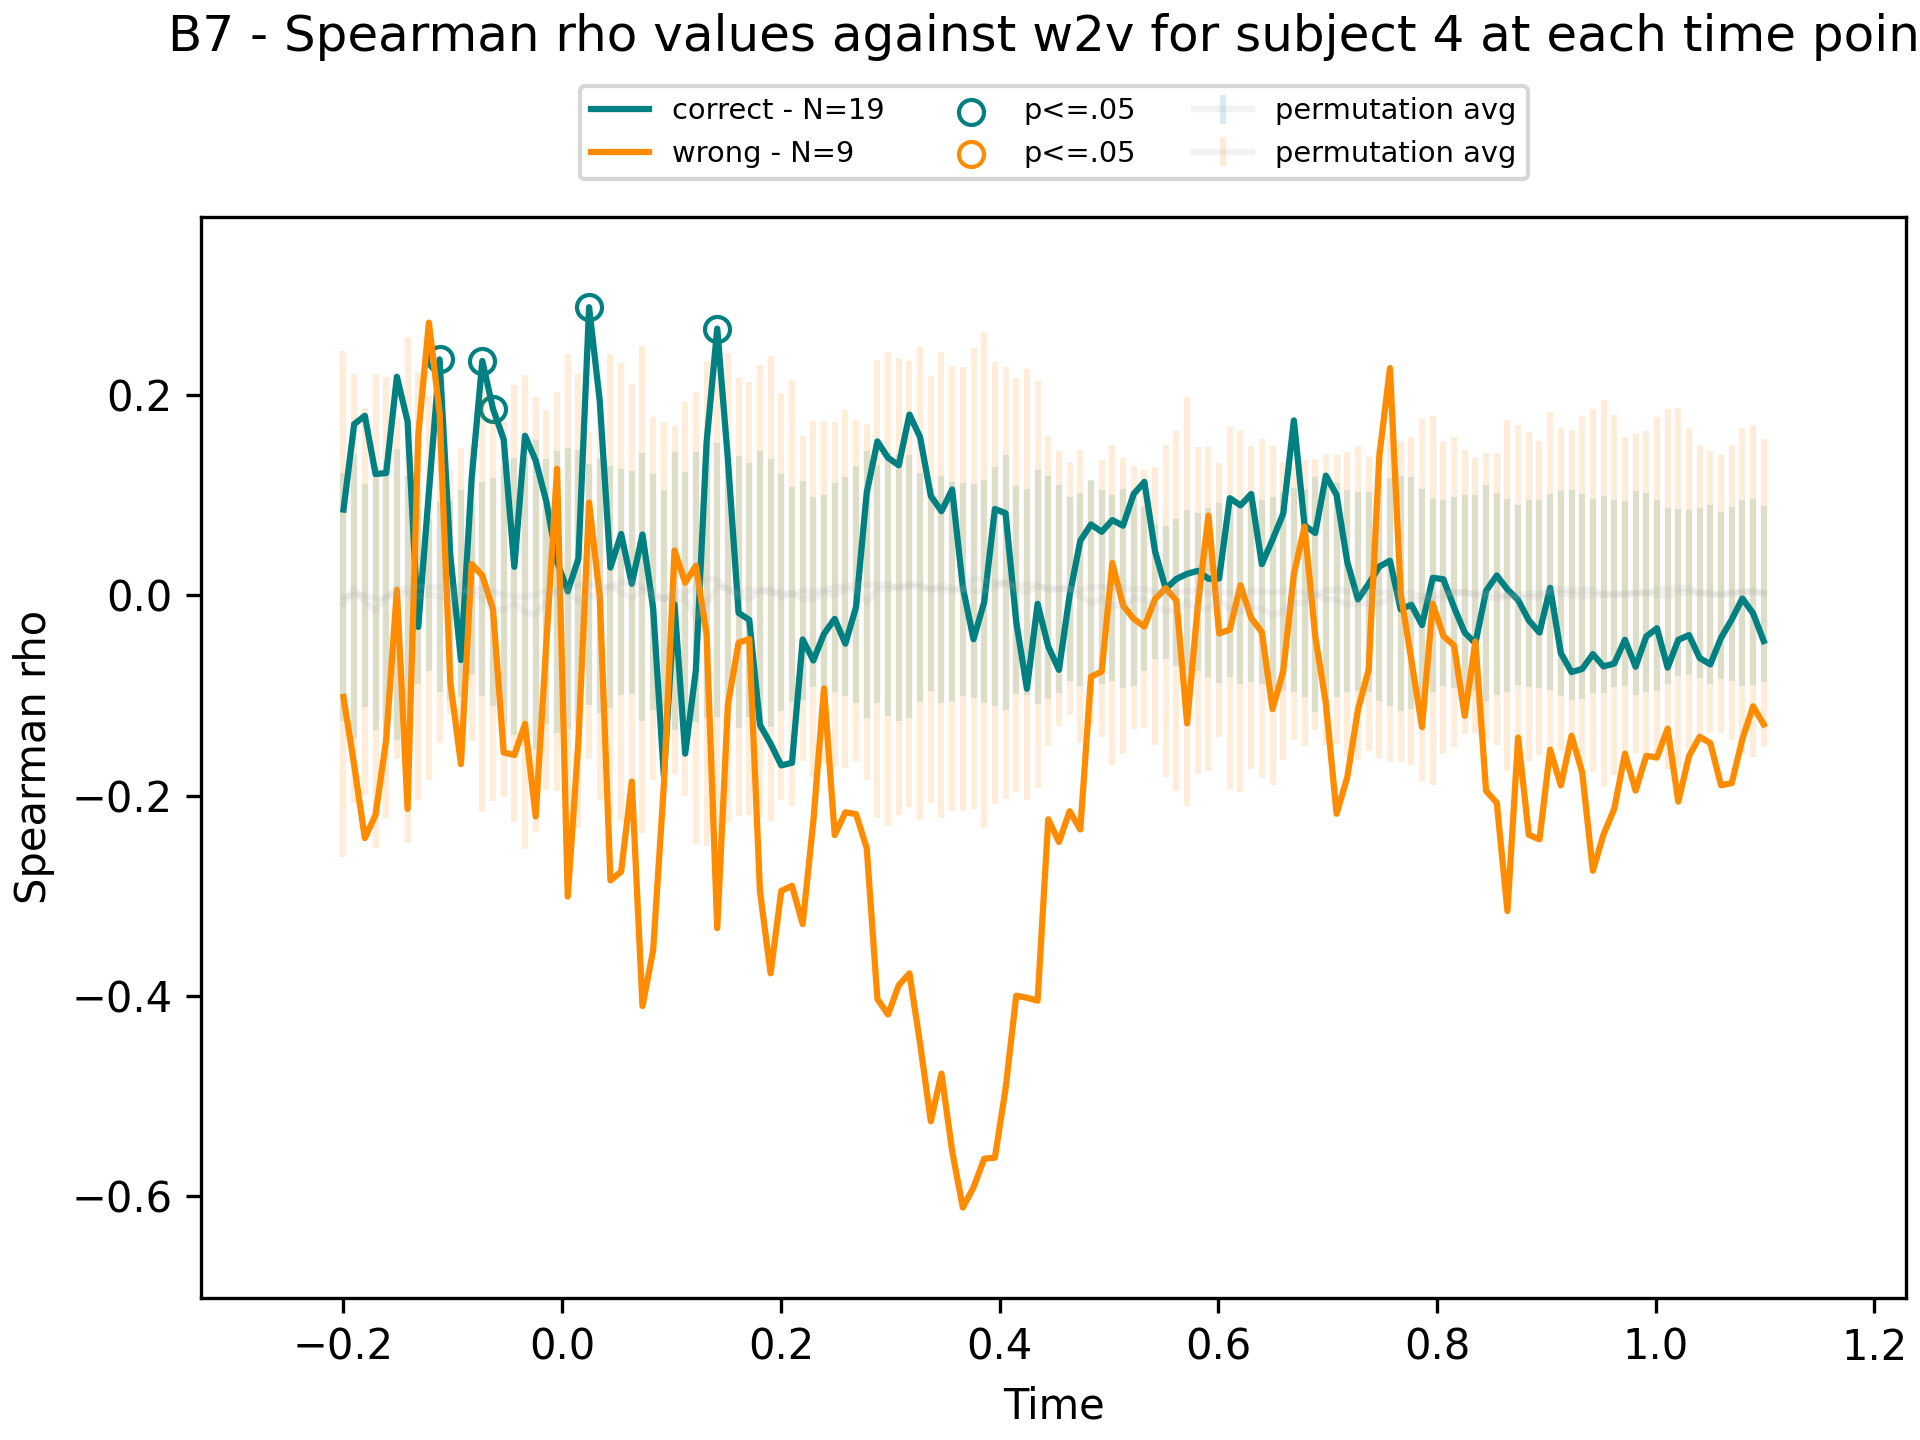 B7 - Spearman rho values against w2v for subject 4 at each time poin
correct - N=19
wrong - N=9
p<=.05
p<=.05
permutation avg
permutation avg
Spearman rho
0.2
0.0
−0.2
−0.4
−0.6
−0.2 0.0 0.2 0.4 0.6 0.8 1.0 1.2
Time